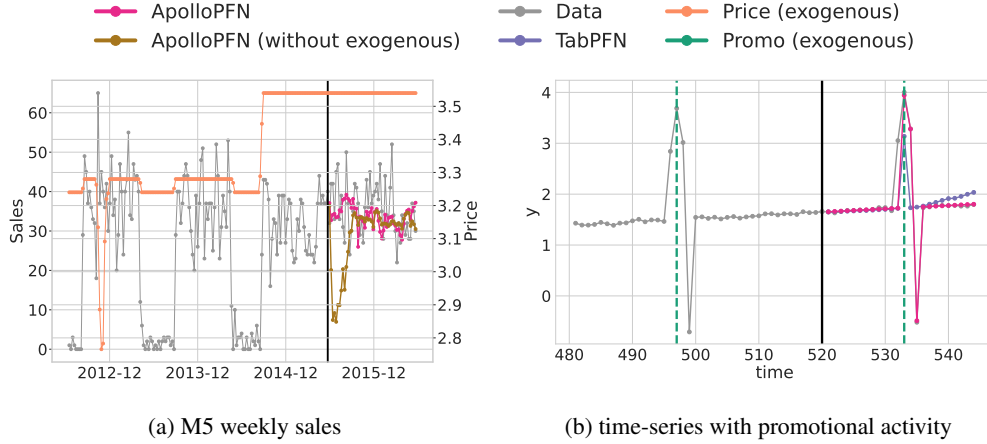 ApolloPFN
ApolloPFN (without exogenous)
Data
TabPFN
Price (exogenous)
Promo (exogenous)
Sales
60
50
40
30
20
10
0
3.5
3.4
3.3
3.2
3.1
3.0
2.9
2.8
Price
2012-12 2013-12 2014-12 2015-12
(a) M5 weekly sales
y
4
3
2
1
0
480 490 500 510 520 530 540
time
(b) time-series with promotional activity